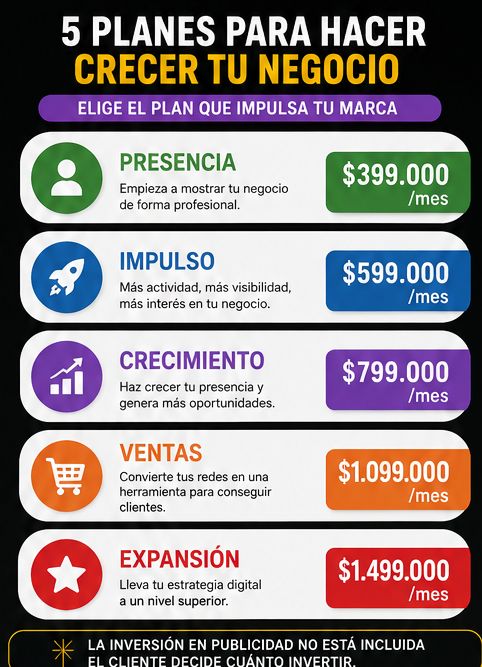 5 PLANES PARA HACER
CRECER TU NEGOCIO
ELIGE EL PLAN QUE IMPULSA TU MARCA
PRESENCIA
Empieza a mostrar tu negocio
de forma profesional.
$399.000
/mes
IMPULSO
Más actividad, más visibilidad,
más interés en tu negocio.
$599.000
/mes
CRECIMIENTO
Haz crecer tu presencia y
genera más oportunidades.
$799.000
/mes
VENTAS
Convierte tus redes en una
herramienta para conseguir
clientes.
$1.099.000
/mes
EXPANSIÓN
Lleva tu estrategia digital
a un nivel superior.
$1.499.000
/mes
LA INVERSIÓN EN PUBLICIDAD NO ESTÁ INCLUIDA
EL CLIENTE DECIDE CUÁNTO INVERTIR.